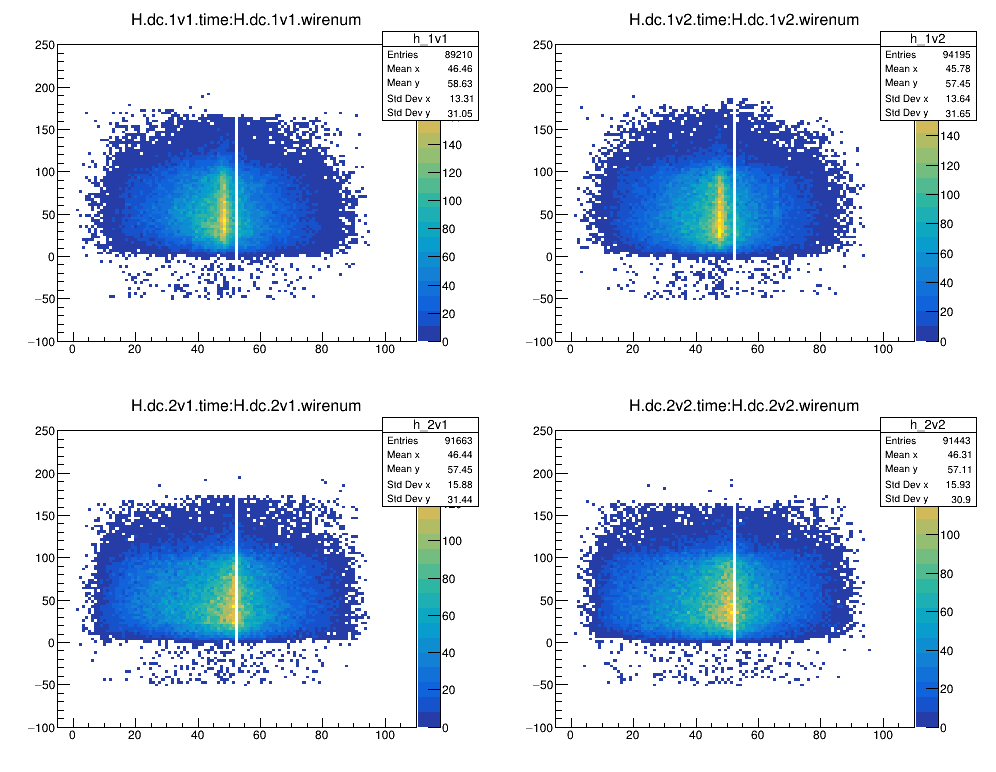 H.dc.1v1.time:H.dc.1v1.wirenum
h_1v1
Entries 89210
Mean x 46.46
Mean y 58.63
Std Dev x 13.31
Std Dev y 31.05
250
200
150
100
50
0
−50
−100
0 20 40 60 80 100
140
120
100
80
60
40
20
0
H.dc.1v2.time:H.dc.1v2.wirenum
h_1v2
Entries 94195
Mean x 45.78
Mean y 57.45
Std Dev x 13.64
Std Dev y 31.65
250
200
150
100
50
0
−50
−100
0 20 40 60 80 100
140
120
100
80
60
40
20
0
H.dc.2v1.time:H.dc.2v1.wirenum
h_2v1
Entries 91663
Mean x 46.44
Mean y 57.45
Std Dev x 15.88
Std Dev y 31.44
250
200
150
100
50
0
−50
−100
0 20 40 60 80 100
100
80
60
40
20
0
H.dc.2v2.time:H.dc.2v2.wirenum
h_2v2
Entries 91443
Mean x 46.31
Mean y 57.11
Std Dev x 15.93
Std Dev y 30.9
250
200
150
100
50
0
−50
−100
0 20 40 60 80 100
100
80
60
40
20
0